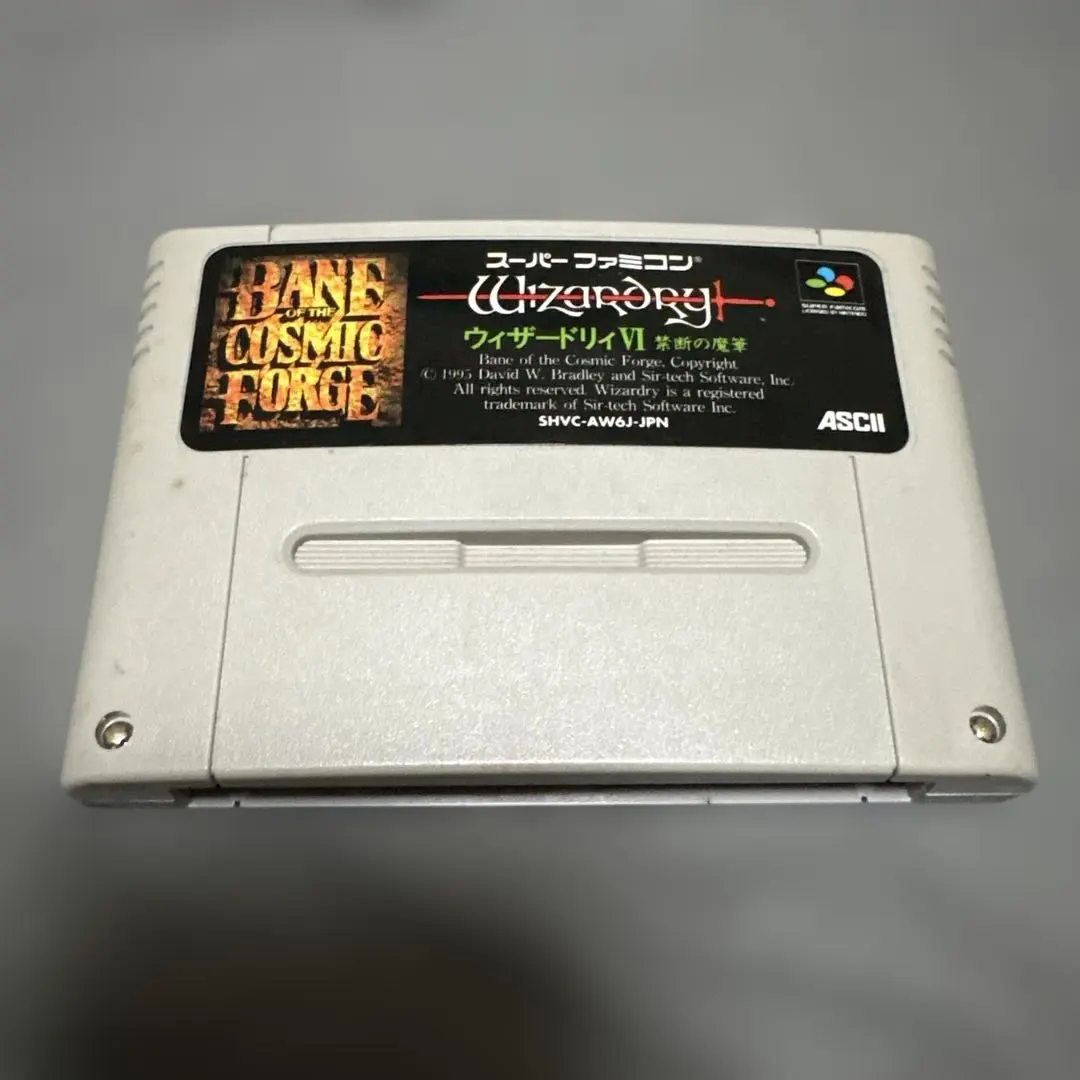 BANE
OF THE
COSMIC
FORGE
スーパーファミコン®
Wizardry
ウィザードリィVI 禁断の魔筆
Bane of the Cosmic Forge, Copyright
© 1995 David W. Bradley and Sir-tech Software, Inc.
All rights reserved. Wizardry is a registered
trademark of Sir-tech Software Inc.
SHVC-AW6J-JPN
SUPER FAMICOM
LICENSED BY NINTENDO
ASCII